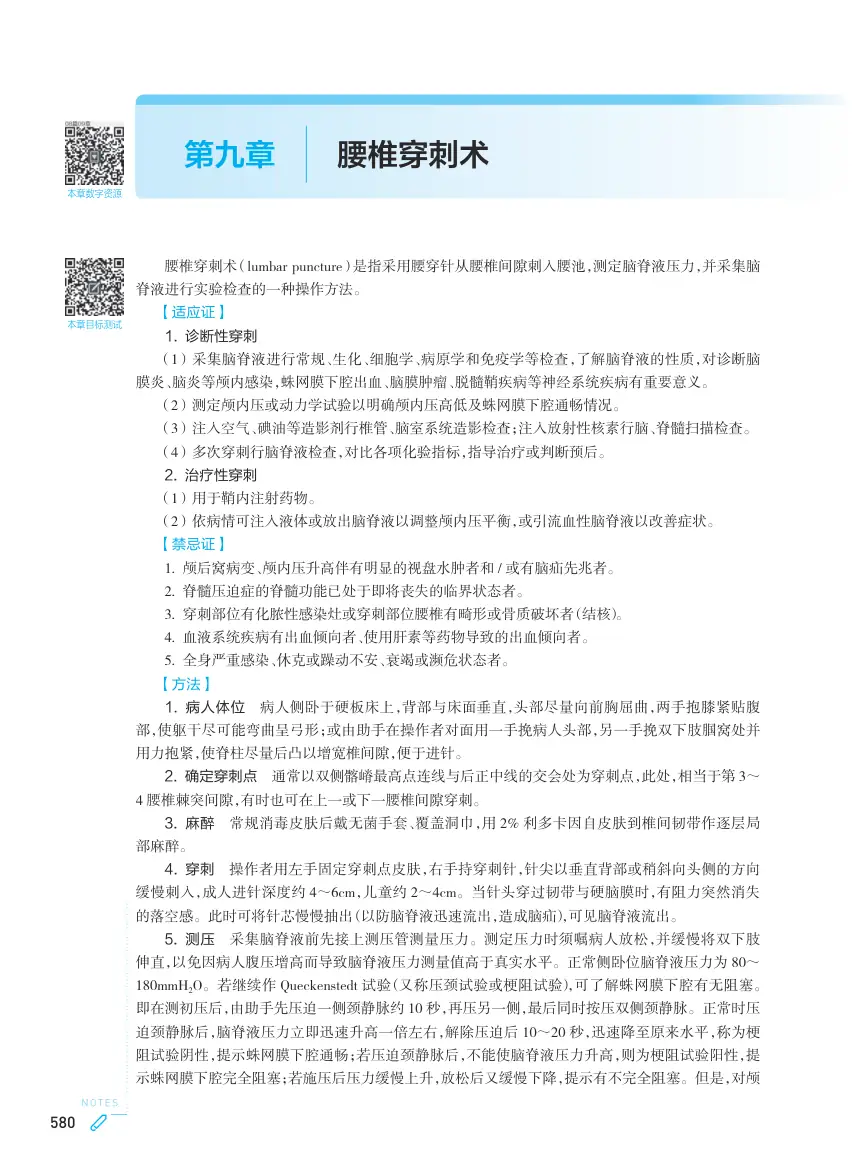 第九章
腰椎穿刺术
本章数字资源
本章目标测试
腰椎穿刺术（lumbar puncture）是指采用腰穿针从腰椎间隙刺入腰池，测定脑脊液压力，并采集脑
脊液进行实验检查的一种操作方法。
【适应证】
1. 诊断性穿刺
（1）采集脑脊液进行常规、生化、细胞学、病原学和免疫学等检查，了解脑脊液的性质，对诊断脑
膜炎、脑炎等颅内感染，蛛网膜下腔出血、脑膜肿瘤、脱髓鞘疾病等神经系统疾病有重要意义。
（2）测定颅内压或动力学试验以明确颅内压高低及蛛网膜下腔通畅情况。
（3）注入空气、碘油等造影剂行椎管、脑室系统造影检查；注入放射性核素行脑、脊髓扫描检查。
（4）多次穿刺行脑脊液检查，对比各项化验指标，指导治疗或判断预后。
2. 治疗性穿刺
（1）用于鞘内注射药物。
（2）依病情可注入液体或放出脑脊液以调整颅内压平衡，或引流血性脑脊液以改善症状。
【禁忌证】
1. 颅后窝病变、颅内压升高伴有明显的视盘水肿者和 / 或有脑疝先兆者。
2. 脊髓压迫症的脊髓功能已处于即将丧失的临界状态者。
3. 穿刺部位有化脓性感染灶或穿刺部位腰椎有畸形或骨质破坏者（结核）。
4. 血液系统疾病有出血倾向者、使用肝素等药物导致的出血倾向者。
5. 全身严重感染、休克或躁动不安、衰竭或濒危状态者。
【方法】
1. 病人体位　病人侧卧于硬板床上，背部与床面垂直，头部尽量向前胸屈曲，两手抱膝紧贴腹
部，使躯干尽可能弯曲呈弓形；或由助手在操作者对面用一手挽病人头部，另一手挽双下肢腘窝处并
用力抱紧，使脊柱尽量后凸以增宽椎间隙，便于进针。
2. 确定穿刺点　通常以双侧髂嵴最高点连线与后正中线的交会处为穿刺点，此处，相当于第 3～
4 腰椎棘突间隙，有时也可在上一或下一腰椎间隙穿刺。
3. 麻醉　常规消毒皮肤后戴无菌手套、覆盖洞巾，用 2% 利多卡因自皮肤到椎间韧带作逐层局
部麻醉。
4. 穿刺　操作者用左手固定穿刺点皮肤，右手持穿刺针，针尖以垂直背部或稍斜向头侧的方向
缓慢刺入，成人进针深度约 4～6cm，儿童约 2～4cm。当针头穿过韧带与硬脑膜时，有阻力突然消失
的落空感。此时可将针芯慢慢抽出（以防脑脊液迅速流出，造成脑疝），可见脑脊液流出。
5. 测压　采集脑脊液前先接上测压管测量压力。测定压力时须嘱病人放松，并缓慢将双下肢
伸直，以免因病人腹压增高而导致脑脊液压力测量值高于真实水平。正常侧卧位脑脊液压力为 80～
180mmH₂O。若继续作 Queckenstedt 试验（又称压颈试验或梗阻试验），可了解蛛网膜下腔有无阻塞。
即在测初压后，由助手先压迫一侧颈静脉约 10 秒，再压另一侧，最后同时按压双侧颈静脉。正常时压
迫颈静脉后，脑脊液压力立即迅速升高一倍左右，解除压迫后 10～20 秒，迅速降至原来水平，称为梗
阻试验阴性，提示蛛网膜下腔通畅；若压迫颈静脉后，不能使脑脊液压力升高，则为梗阻试验阳性，提
示蛛网膜下腔完全阻塞；若施压后压力缓慢上升，放松后又缓慢下降，提示有不完全阻塞。但是，对颅
NOTES
580